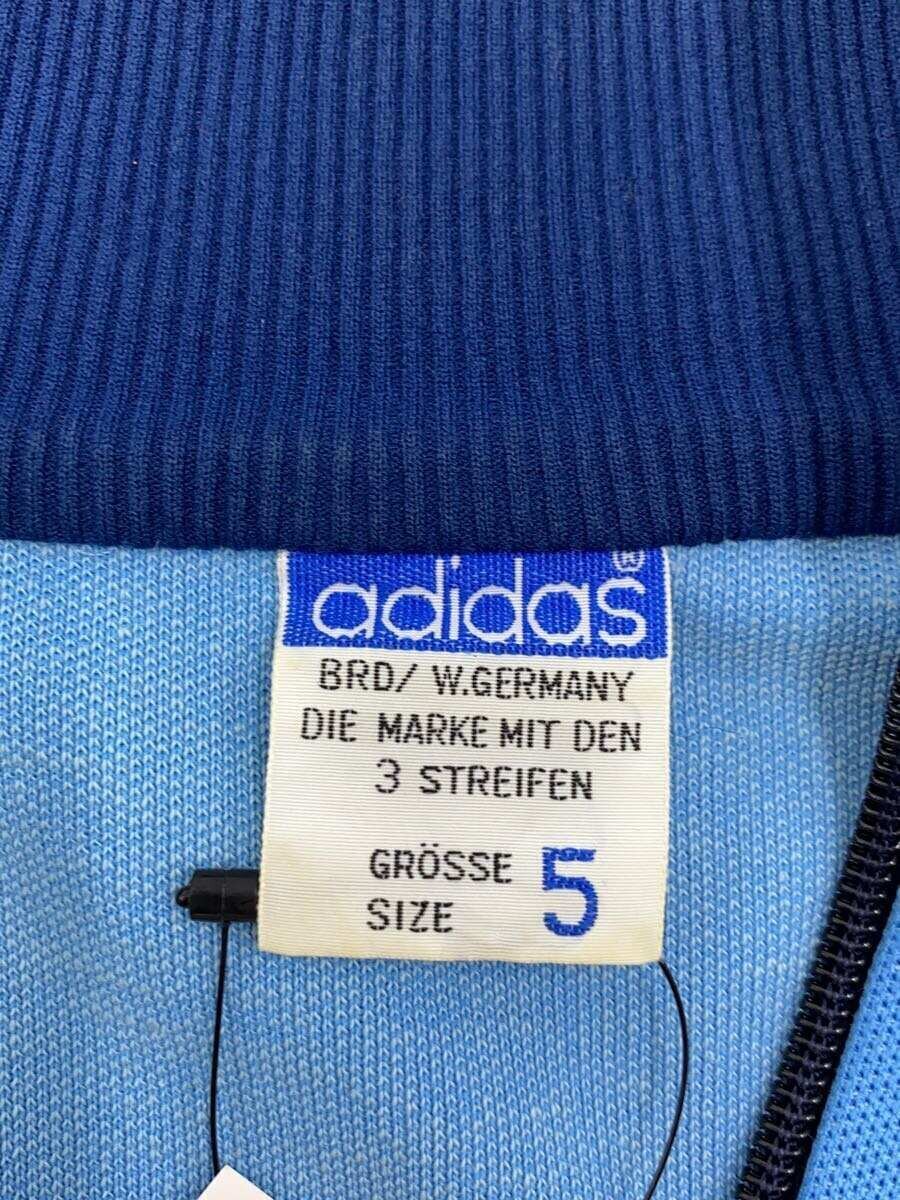 adidas®
BRD/ W.GERMANY
DIE MARKE MIT DEN
3 STREIFEN
GRÖSSE 5
SIZE